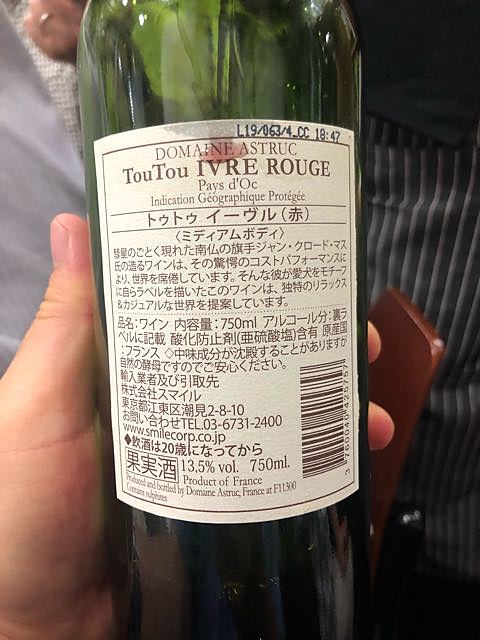 L19/063/4_CC 18:47
DOMAINE ASTRUC
TouTou IVRE ROUGE
Pays d'Oc
Indication Géographique Protégée
トゥトゥ イーヴル（赤）
〈ミディアムボディ〉
彗星のごとく現れた南仏の旗手ジャン・クロード・マス
氏の造るワインは、その驚愕のコストパフォーマンスに
より、世界を席倦しています。そんな彼が愛犬をモチーフ
に自らラベルを描いたこのワインは、独特のリラックス
＆カジュアルな世界を提案しています。
品名：ワイン 内容量：750ml アルコール分：裏ラ
ベルに記載 酸化防止剤(亜硫酸塩)含有 原産国
：フランス ◇中味成分が沈殿することがありますが
自然の酵母ですのでご安心ください。
輸入業者及び引取先
株式会社スマイル
東京都江東区潮見2-8-10
お問い合わせTEL.03-6731-2400
www.smilecorp.co.jp
◆飲酒は20歳になってから
果実酒 13,5% vol. 750ml.
Product of France
Produced and bottled by Domaine Astruc, France at F11300
Contains sulphites